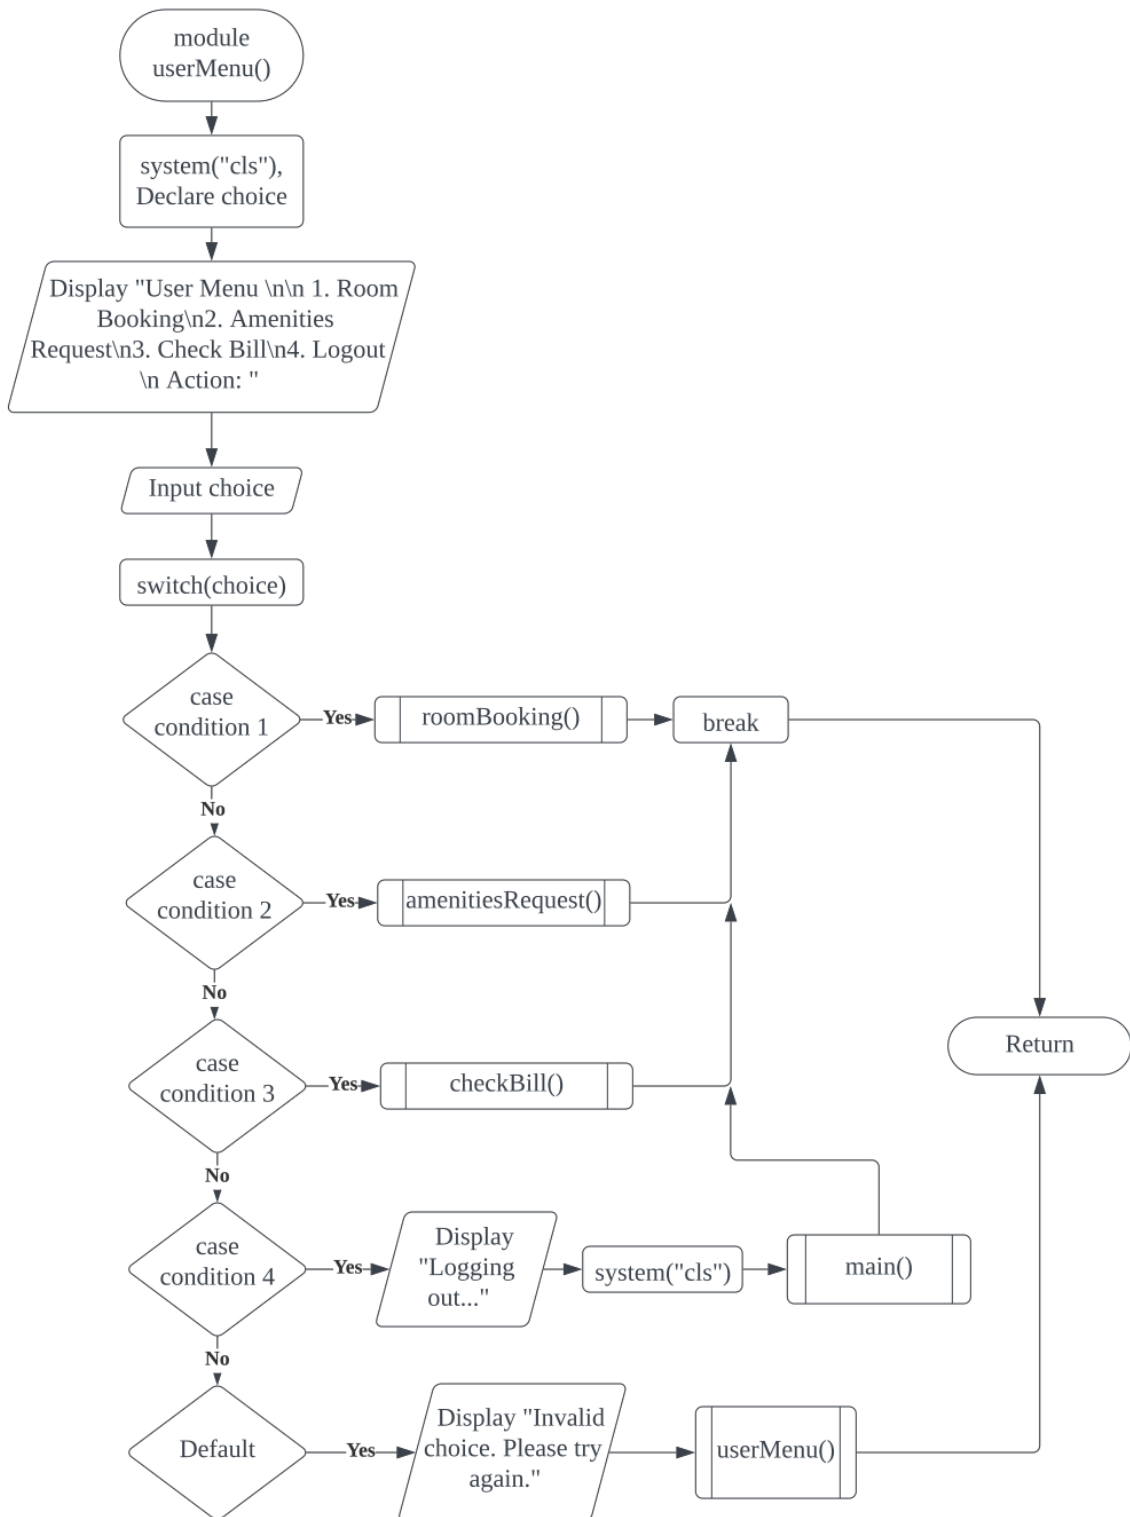 module
userMenu()
system("cls"),
Declare choice
Display "User Menu \n\n 1. Room
Booking\n2. Amenities
Request\n3. Check Bill\n4. Logout
\n Action: "
Input choice
switch(choice)
case
condition 1
Yes
roomBooking()
break
No
case
condition 2
Yes
amenitiesRequest()
No
case
condition 3
Yes
checkBill()
Return
No
case
condition 4
Yes
Display
"Logging
out..."
system("cls")
main()
No
Default
Yes
Display "Invalid
choice. Please try
again."
userMenu()